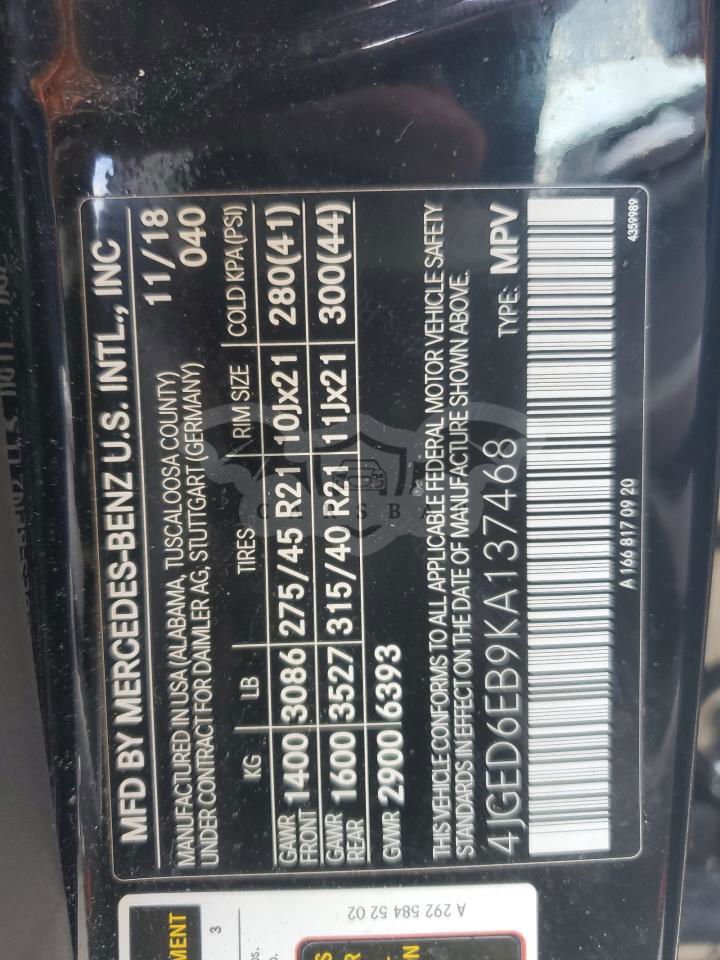 MFD BY MERCEDES-BENZ U.S. INTL., INC
11/18
MANUFACTURED IN USA (ALABAMA, TUSCALOOSA COUNTY) 040
UNDER CONTRACT FOR DAIMLER AG, STUTTGART (GERMANY)
KG LB TIRES RIM SIZE COLD KPA(PSI)
GAWR FRONT 1400 3086 275/45 R21 10Jx21 280(41)
GAWR REAR 1600 3527 315/40 R21 11Jx21 300(44)
GVWR 2900 6393
THIS VEHICLE CONFORMS TO ALL APPLICABLE FEDERAL MOTOR VEHICLE SAFETY
STANDARDS IN EFFECT ON THE DATE OF MANUFACTURE SHOWN ABOVE.
4JGED6EB9KA137468 TYPE: MPV
A 166 817 09 20 4359989
A 292 584 52 02
MENT
3